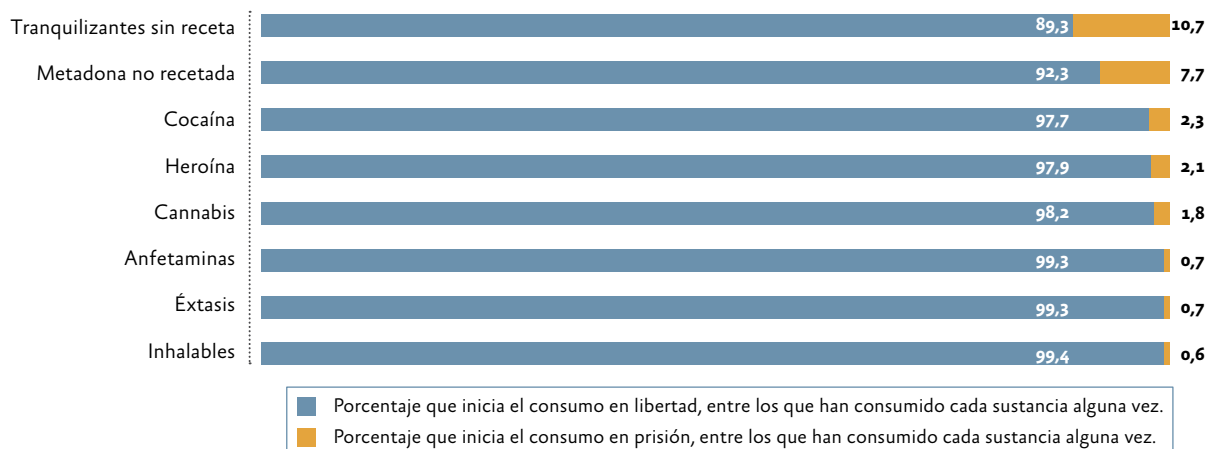 Tranquilizantes sin receta 89,3 10,7
Metadona no recetada 92,3 7,7
Cocaína 97,7 2,3
Heroína 97,9 2,1
Cannabis 98,2 1,8
Anfetaminas 99,3 0,7
Éxtasis 99,3 0,7
Inhalables 99,4 0,6
Porcentaje que inicia el consumo en libertad, entre los que han consumido cada sustancia alguna vez.
Porcentaje que inicia el consumo en prisión, entre los que han consumido cada sustancia alguna vez.